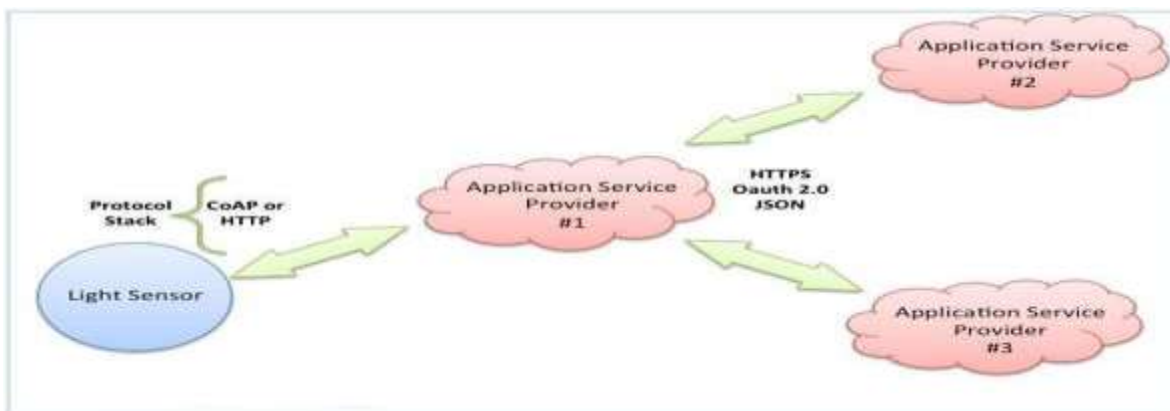 Application Service
Provider
#2
HTTPS
Oauth 2.0
JSON
Application Service
Provider
#1
Protocol
Stack
CoAP or
HTTP
Light Sensor
Application Service
Provider
#3